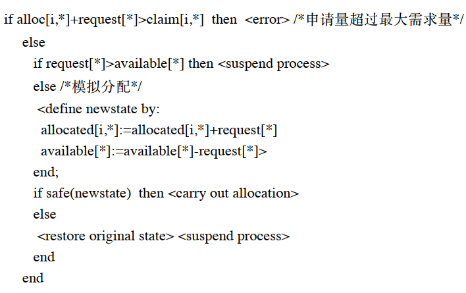 if alloc[i,*]+request[*]>claim[i,*]  then  <error> /*申请量超过最大需求量*/
else
if request[*]>available[*] then <suspend process>
else /*模拟分配*/
<define newstate by:
allocated[i,*]:=allocated[i,*]+request[*]
available[*]:=available[*]-request[*]>
end;
if safe(newstate)  then <carry out allocation>
else
<restore original state> <suspend process>
end
end